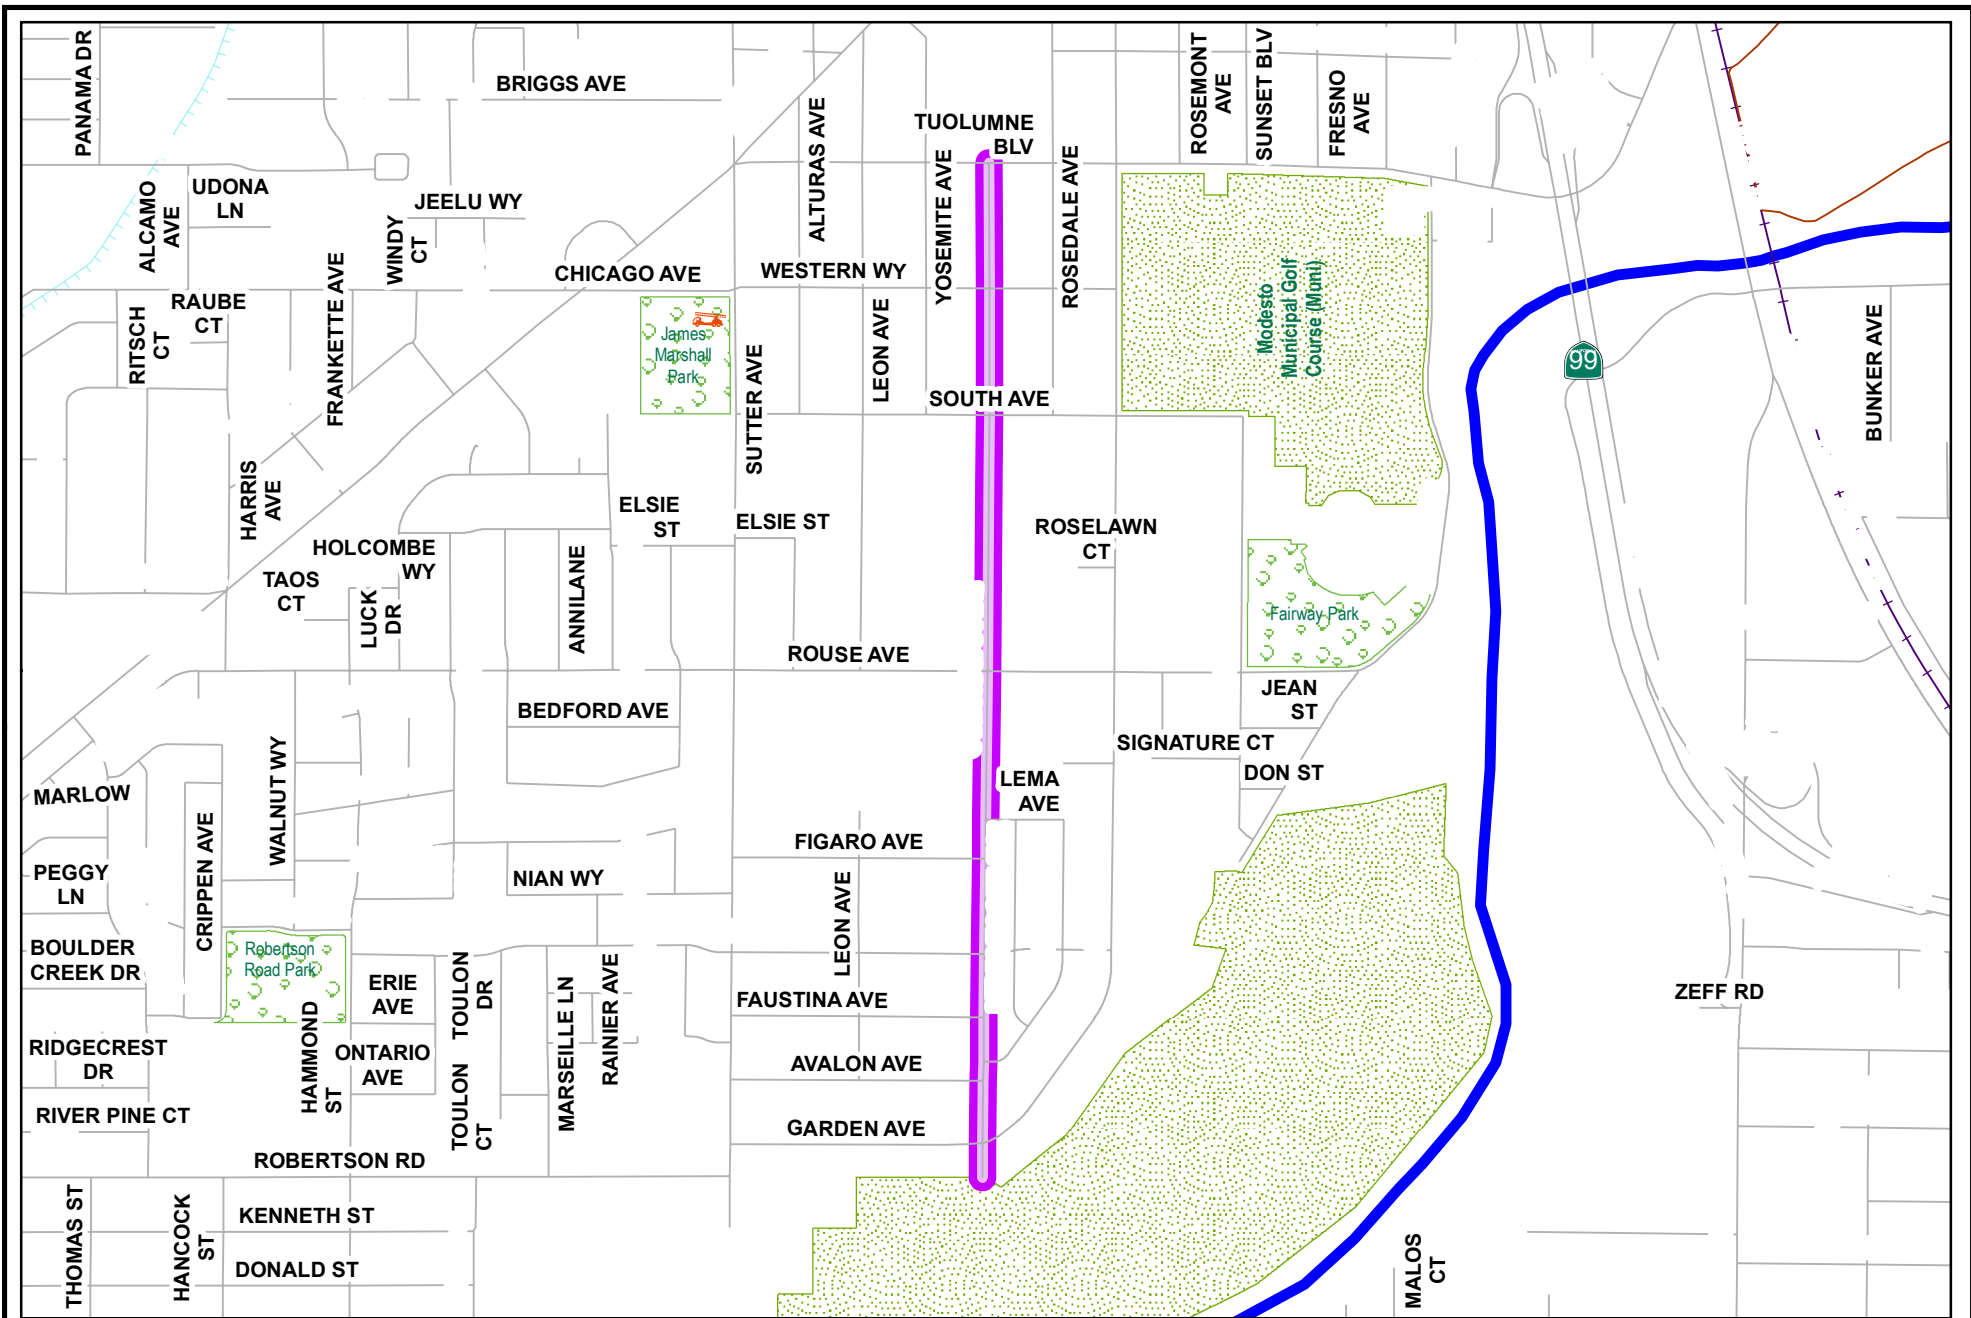 PANAMA DR
BRIGGS AVE
ALTURAS AVE
TUOLUMNE
BLV
YOSEMITE AVE
ROSEDALE AVE
ROSEMONT
AVE
SUNSET BLV
FRESNO
AVE
ALCAMO
AVE
UDONA
LN
JEELU WY
WINDY
CT
FRANKETTE AVE
CHICAGO AVE
WESTERN WY
RITSCH
CT
RAUBE
CT
James
Marshall
Park
SUTTER AVE
LEON AVE
SOUTH AVE
Modesto
Municipal Golf
Course (Muni)
99
BUNKER AVE
HARRIS
AVE
HOLCOMBE
WY
TAOS
CT
LUCK
DR
ANNILANE
ELSIE
ST
ELSIE ST
ROSELAWN
CT
Fairway Park
ROUSE AVE
BEDFORD AVE
JEAN
ST
SIGNATURE CT
DON ST
LEMA
AVE
MARLOW
WALNUT WY
CRIPPEN AVE
PEGGY
LN
FIGARO AVE
NIAN WY
LEON AVE
BOULDER
CREEK DR
Robertson
Road Park
ERIE
AVE
TOULON
DR
TOULON
CT
MARSEILLE LN
RAINIER AVE
FAUSTINA AVE
ZEFF RD
RIDGECREST
DR
HAMMOND
ST
ONTARIO
AVE
AVALON AVE
RIVER PINE CT
GARDEN AVE
ROBERTSON RD
THOMAS ST
HANCOCK
ST
KENNETH ST
DONALD ST
MALOS
CT